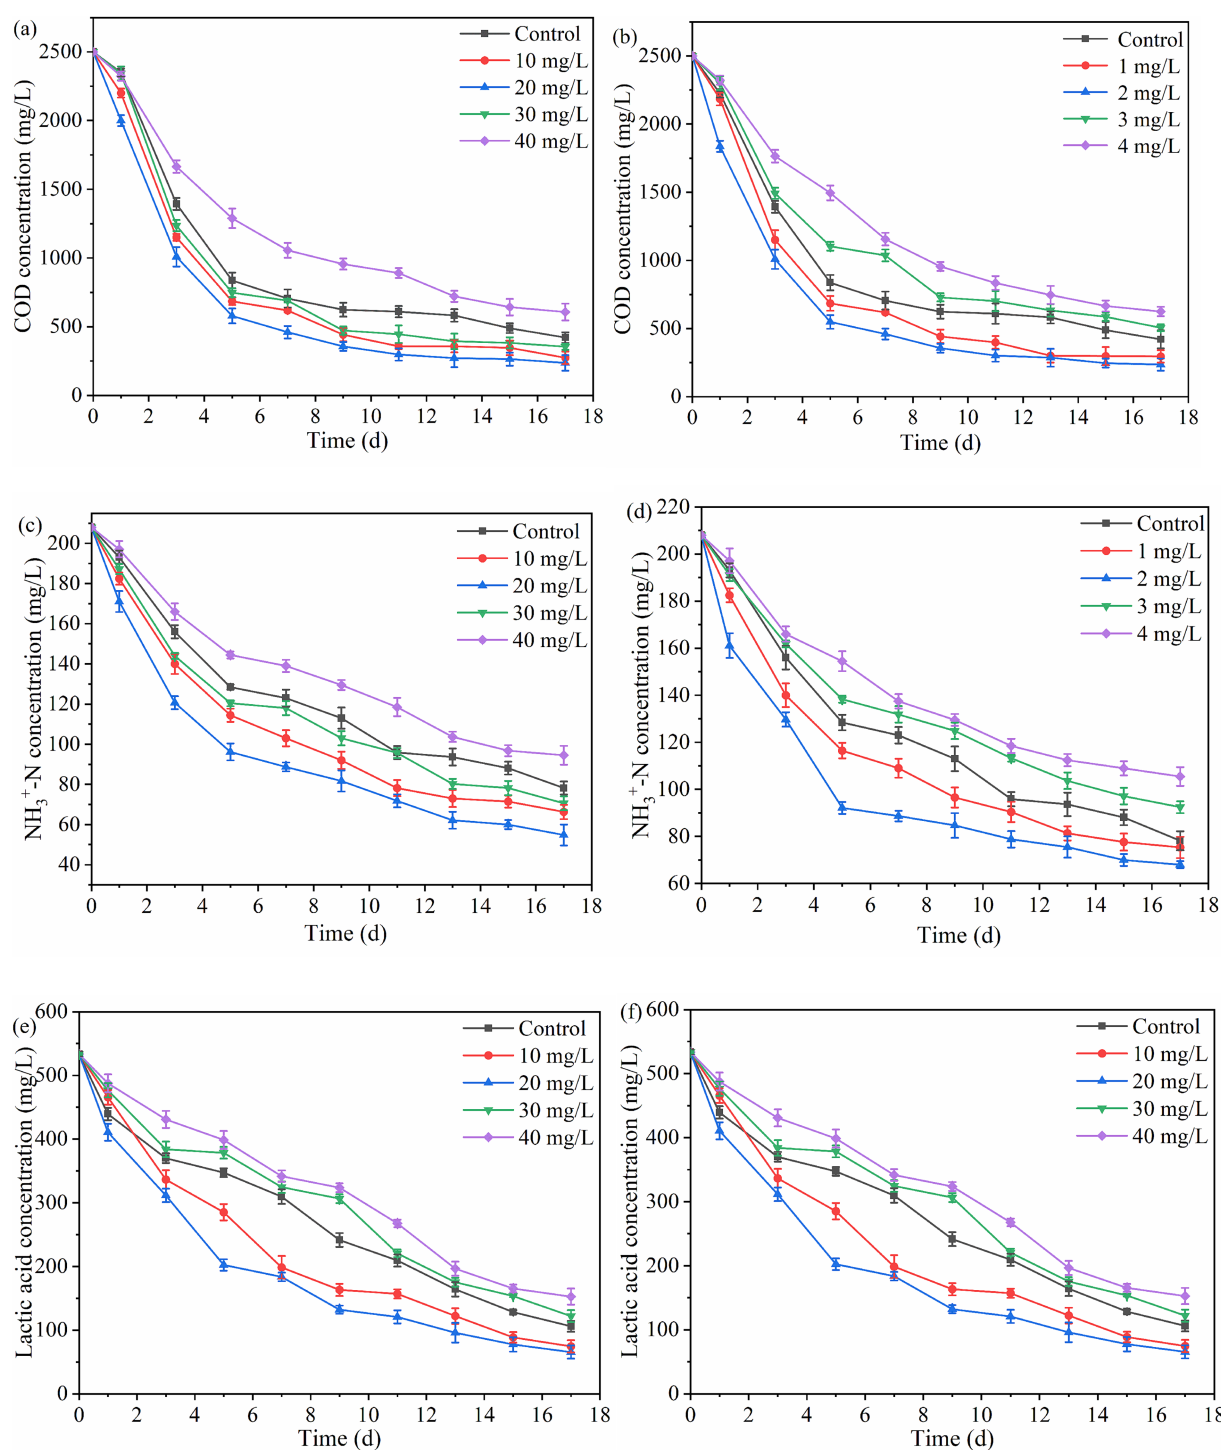 (a)
Control
10 mg/L
20 mg/L
30 mg/L
40 mg/L
COD concentration (mg/L)
2500
2000
1500
1000
500
0
0 2 4 6 8 10 12 14 16 18
Time (d)
(b)
Control
1 mg/L
2 mg/L
3 mg/L
4 mg/L
COD concentration (mg/L)
2500
2000
1500
1000
500
0
0 2 4 6 8 10 12 14 16 18
Time (d)
(c)
Control
10 mg/L
20 mg/L
30 mg/L
40 mg/L
NH₃⁺-N concentration (mg/L)
200
180
160
140
120
100
80
60
40
0 2 4 6 8 10 12 14 16 18
Time (d)
(d)
Control
1 mg/L
2 mg/L
3 mg/L
4 mg/L
NH₃⁺-N concentration (mg/L)
220
200
180
160
140
120
100
80
60
0 2 4 6 8 10 12 14 16 18
Time (d)
(e)
Control
10 mg/L
20 mg/L
30 mg/L
40 mg/L
Lactic acid concentration (mg/L)
600
500
400
300
200
100
0
0 2 4 6 8 10 12 14 16 18
Time (d)
(f)
Control
10 mg/L
20 mg/L
30 mg/L
40 mg/L
Lactic acid concentration (mg/L)
600
500
400
300
200
100
0
0 2 4 6 8 10 12 14 16 18
Time (d)